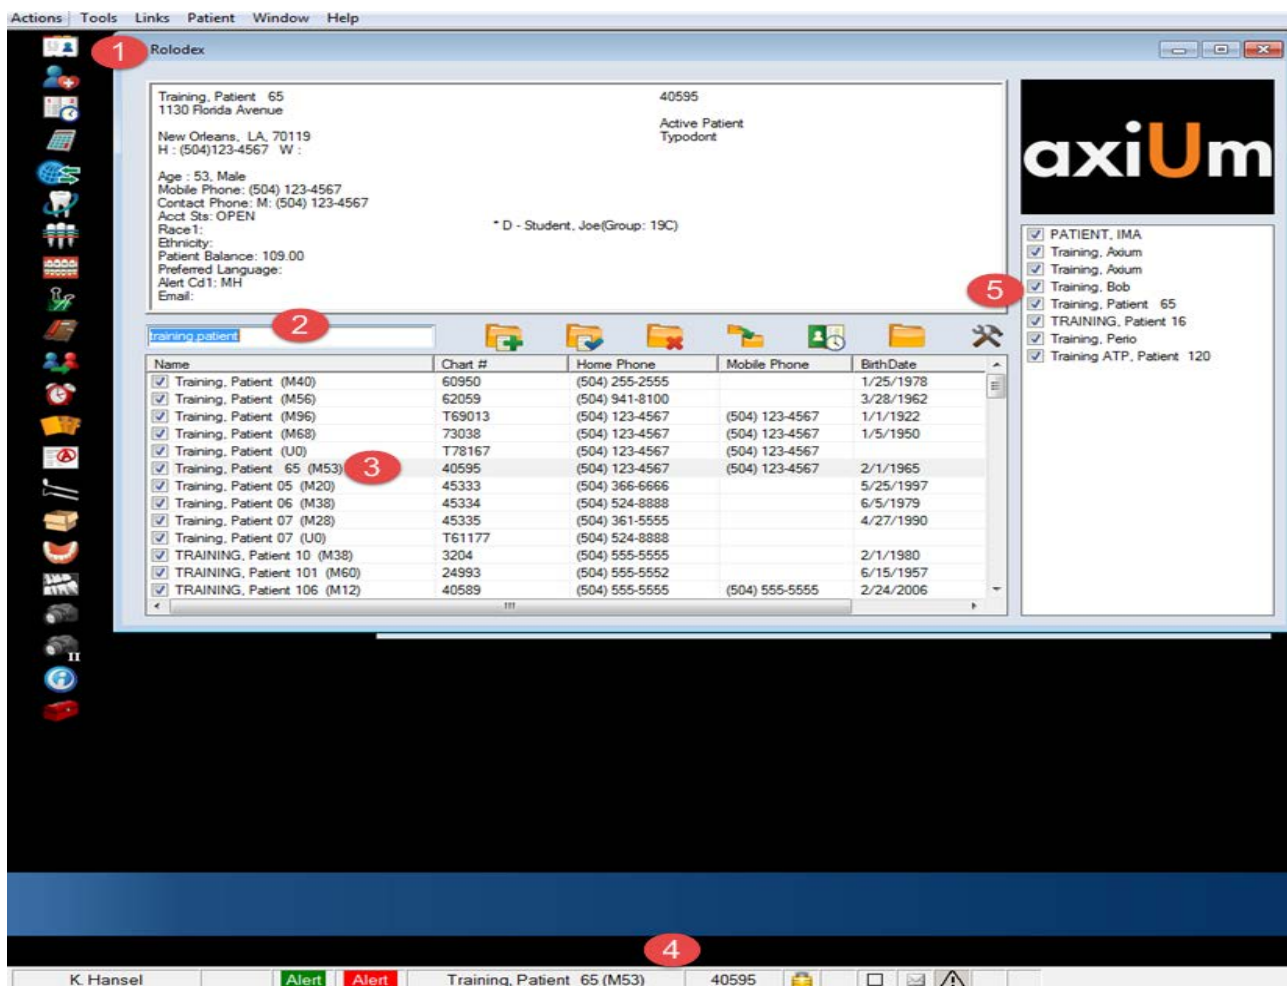 Actions Tools Links Patient Window Help
1 Rolodex
Training, Patient 65 40595
1130 Florida Avenue
Active Patient
New Orleans, LA, 70119 Typodont
H : (504)123-4567 W :
Age : 53, Male
Mobile Phone: (504) 123-4567
Contact Phone: M: (504) 123-4567
Acct Sts: OPEN
Race1: * D - Student, Joe(Group: 19C)
Ethnicity:
Patient Balance: 109.00
Preferred Language:
Alert Cd1: MH
Email:
axiUm
PATIENT, IMA
Training, Axium
Training, Axium
Training, Bob
5 Training, Patient 65
TRAINING, Patient 16
Training, Perio
Training ATP, Patient 120
training,patient 2
Name Chart # Home Phone Mobile Phone BirthDate
Training, Patient (M40) 60950 (504) 255-2555 1/25/1978
Training, Patient (M56) 62059 (504) 941-8100 3/28/1962
Training, Patient (M96) T69013 (504) 123-4567 (504) 123-4567 1/1/1922
Training, Patient (M68) 73038 (504) 123-4567 (504) 123-4567 1/5/1950
Training, Patient (U0) T78167 (504) 123-4567 (504) 123-4567
Training, Patient 65 (M53) 3 40595 (504) 123-4567 (504) 123-4567 2/1/1965
Training, Patient 05 (M20) 45333 (504) 366-6666 5/25/1997
Training, Patient 06 (M38) 45334 (504) 524-8888 6/5/1979
Training, Patient 07 (M28) 45335 (504) 361-5555 4/27/1990
Training, Patient 07 (U0) T61177 (504) 524-8888
TRAINING, Patient 10 (M38) 3204 (504) 555-5555 2/1/1980
TRAINING, Patient 101 (M60) 24993 (504) 555-5552 6/15/1957
TRAINING, Patient 106 (M12) 40589 (504) 555-5555 (504) 555-5555 2/24/2006
II
4
K. Hansel Alert Alert Training, Patient 65 (M53) 40595